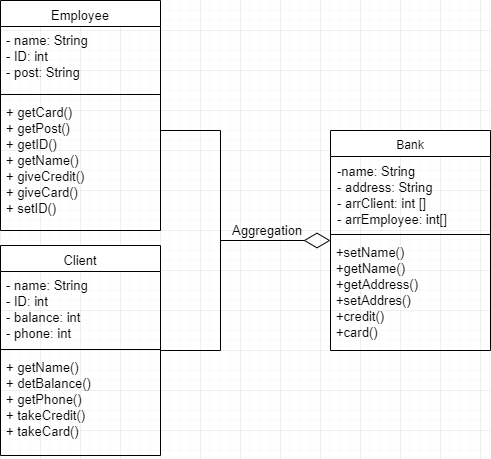 Employee
- name: String
- ID: int
- post: String
+ getCard()
+ getPost()
+ getID()
+ getName()
+ giveCredit()
+ giveCard()
+ setID()
Client
- name: String
- ID: int
- balance: int
- phone: int
+ getName()
+ detBalance()
+ getPhone()
+ takeCredit()
+ takeCard()
Aggregation
Bank
-name: String
- address: String
- arrClient: int []
- arrEmployee: int[]
+setName()
+getName()
+getAddress()
+setAddres()
+credit()
+card()